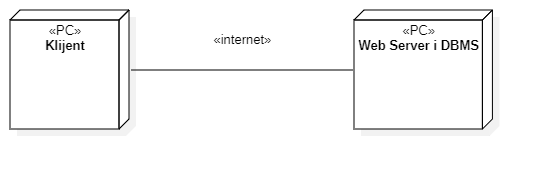 «PC»
Klijent
«internet»
«PC»
Web Server i DBMS